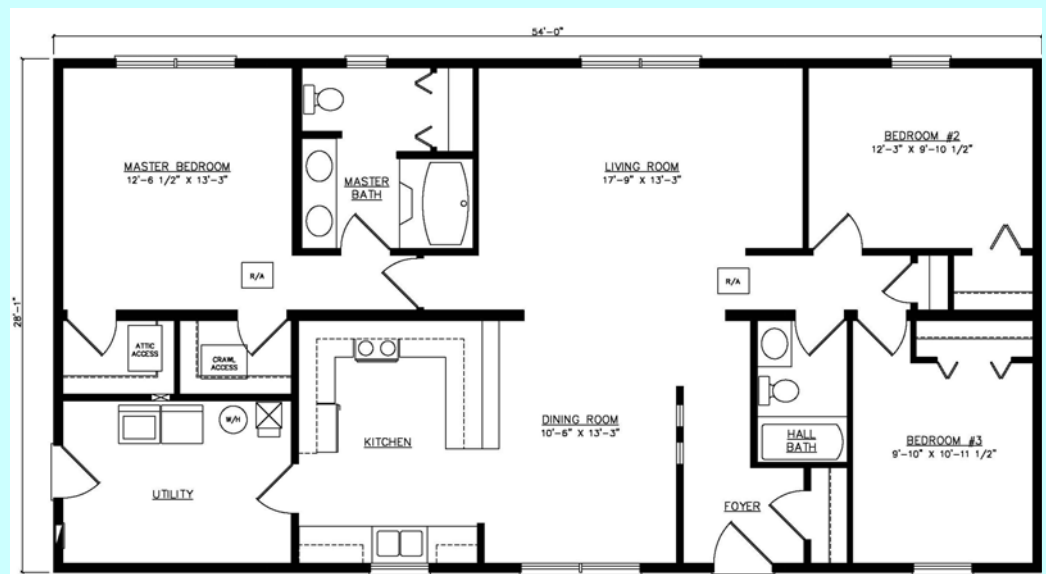 54'-0"
28'-1"
MASTER BEDROOM
12'-6 1/2" X 13'-3"
MASTER
BATH
LIVING ROOM
17'-9" X 13'-3"
BEDROOM #2
12'-3" X 9'-10 1/2"
R/A
R/A
ATTIC
ACCESS
CRAWL
ACCESS
W/H
UTILITY
KITCHEN
DINING ROOM
10'-6" X 13'-3"
HALL
BATH
FOYER
BEDROOM #3
9'-10" X 10'-11 1/2"